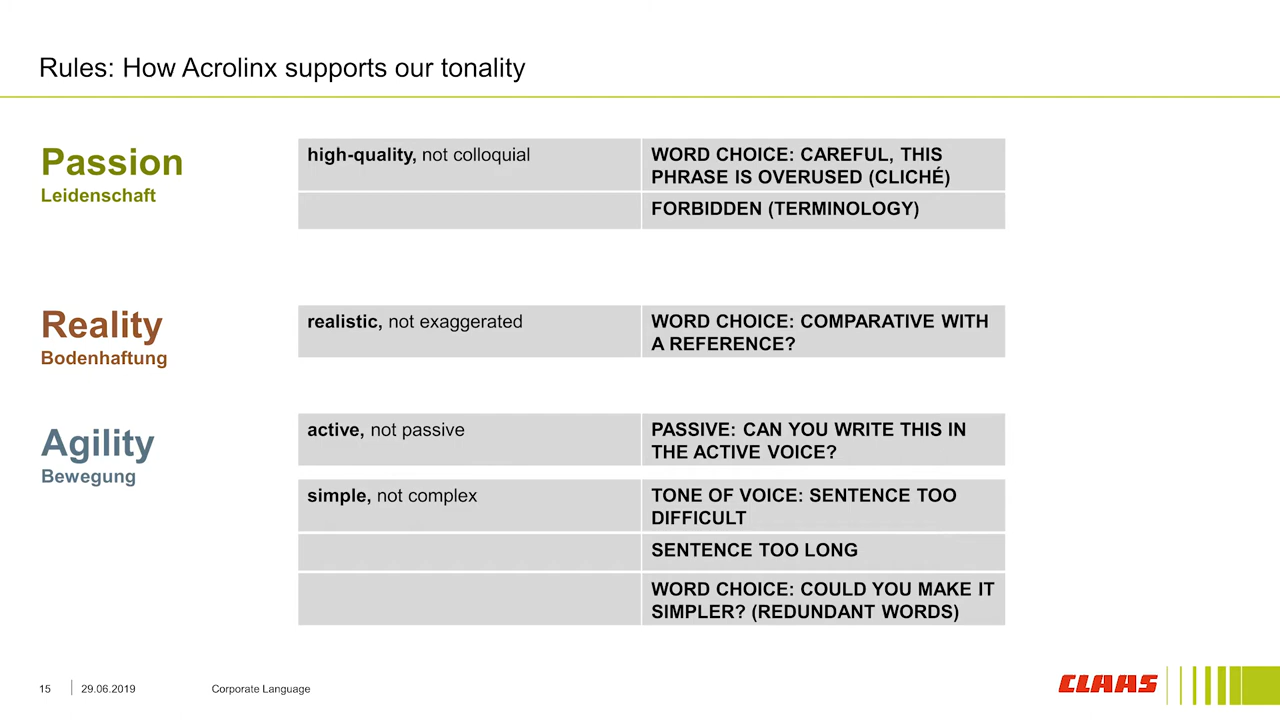 Rules: How Acrolinx supports our tonality
Passion
Leidenschaft
high-quality, not colloquial
WORD CHOICE: CAREFUL, THIS
PHRASE IS OVERUSED (CLICHÉ)
FORBIDDEN (TERMINOLOGY)
Reality
Bodenhaftung
realistic, not exaggerated
WORD CHOICE: COMPARATIVE WITH
A REFERENCE?
Agility
Bewegung
active, not passive
PASSIVE: CAN YOU WRITE THIS IN
THE ACTIVE VOICE?
simple, not complex
TONE OF VOICE: SENTENCE TOO
DIFFICULT
SENTENCE TOO LONG
WORD CHOICE: COULD YOU MAKE IT
SIMPLER? (REDUNDANT WORDS)
15 29.06.2019 Corporate Language
CLAAS